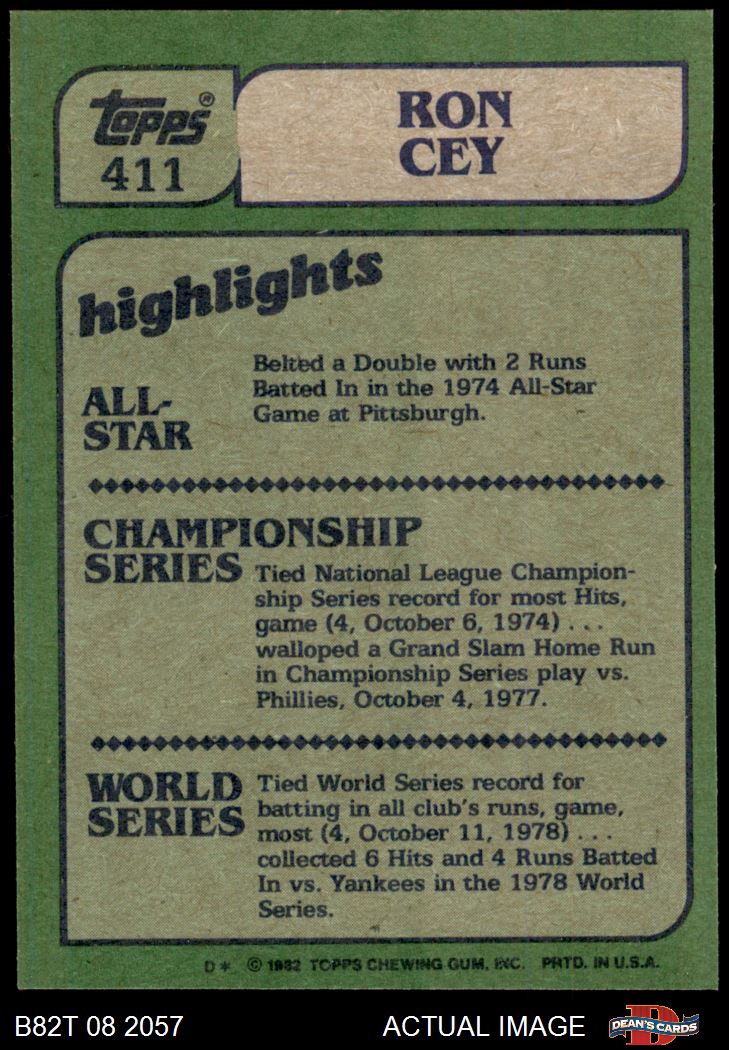 topps®
411
RON
CEY
highlights
ALL-
STAR
Belted a Double with 2 Runs
Batted In in the 1974 All-Star
Game at Pittsburgh.
CHAMPIONSHIP
SERIES
Tied National League Champion-
ship Series record for most Hits,
game (4, October 6, 1974) . . .
walloped a Grand Slam Home Run
in Championship Series play vs.
Phillies, October 4, 1977.
WORLD
SERIES
Tied World Series record for
batting in all club's runs, game,
most (4, October 11, 1978) . . .
collected 6 Hits and 4 Runs Batted
In vs. Yankees in the 1978 World
Series.
D* © 1982 TOPPS CHEWING GUM, INC. PRTD. IN U.S.A.
B82T 08 2057 ACTUAL IMAGE DEAN'S CARDS